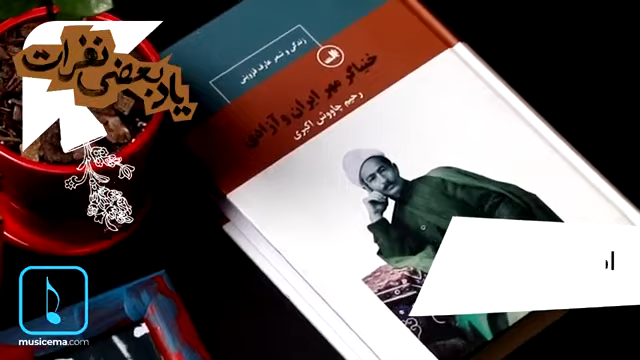 یاد بعضی نفرات
زندگی و شعر عارف قزوینی
خنیاگر مهر ایران و آزادی
رحیم چاووش اکبری
musicema.com